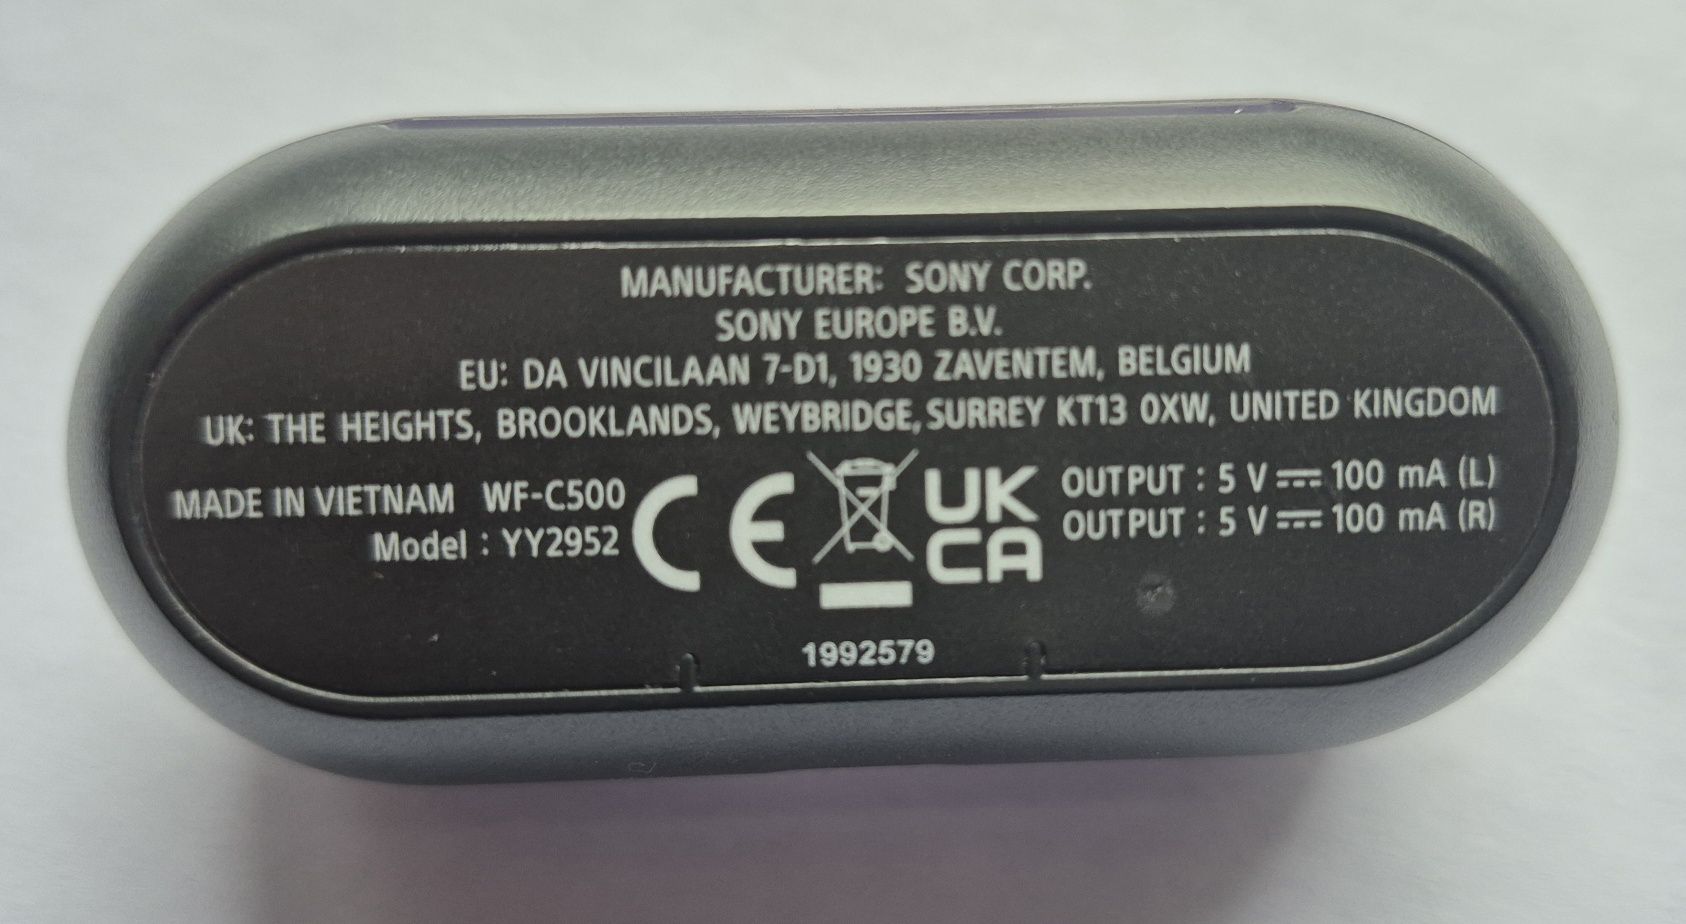 MANUFACTURER: SONY CORP.
SONY EUROPE B.V.
EU: DA VINCILAAN 7-D1, 1930 ZAVENTEM, BELGIUM
UK: THE HEIGHTS, BROOKLANDS, WEYBRIDGE, SURREY KT13 0XW, UNITED KINGDOM
MADE IN VIETNAM WF-C500
Model : YY2952
CE
UK
CA
OUTPUT : 5 V ⎓ 100 mA (L)
OUTPUT : 5 V ⎓ 100 mA (R)
1992579